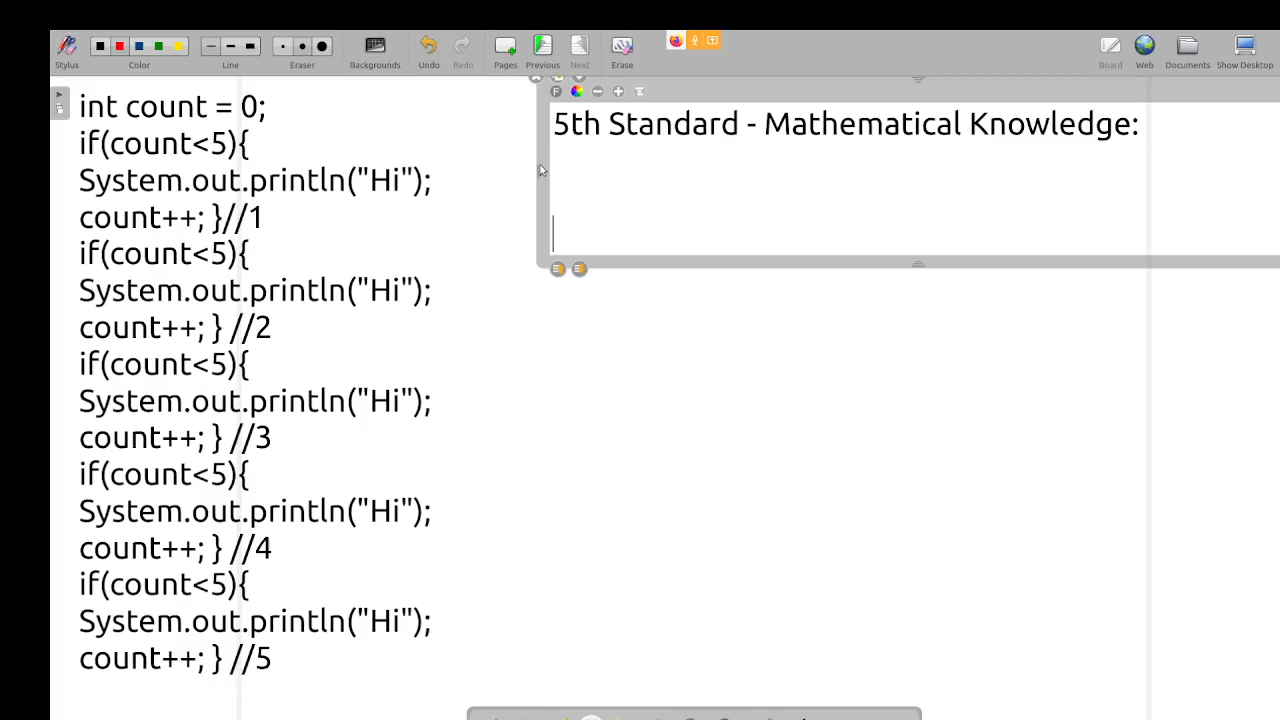 Stylus
Color
Line
Eraser
Backgrounds
Undo
Redo
Pages
Previous
Next
Erase
Board
Web
Documents
Show Desktop
int count = 0;
if(count<5){
System.out.println("Hi");
count++; }//1
if(count<5){
System.out.println("Hi");
count++; } //2
if(count<5){
System.out.println("Hi");
count++; } //3
if(count<5){
System.out.println("Hi");
count++; } //4
if(count<5){
System.out.println("Hi");
count++; } //5
F
5th Standard - Mathematical Knowledge: